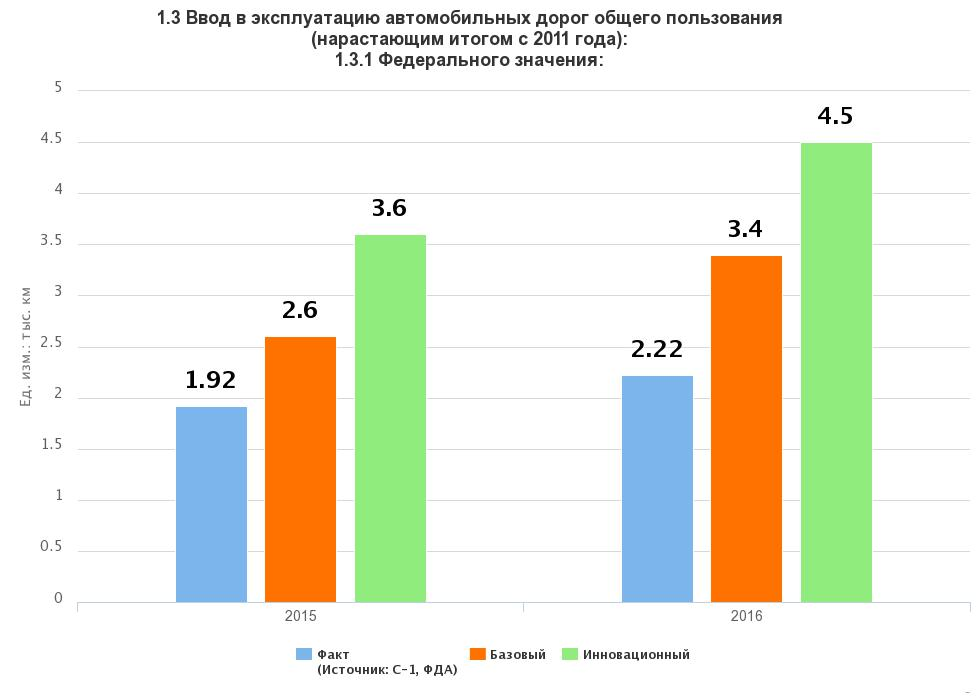 1.3 Ввод в эксплуатацию автомобильных дорог общего пользования
(нарастающим итогом с 2011 года):
1.3.1 Федерального значения:
Ед. изм.: тыс. км
5
4.5
4
3.5
3
2.5
2
1.5
1
0.5
0
1.92
2.6
3.6
2.22
3.4
4.5
2015
2016
Факт
(Источник: С-1, ФДА)
Базовый
Инновационный